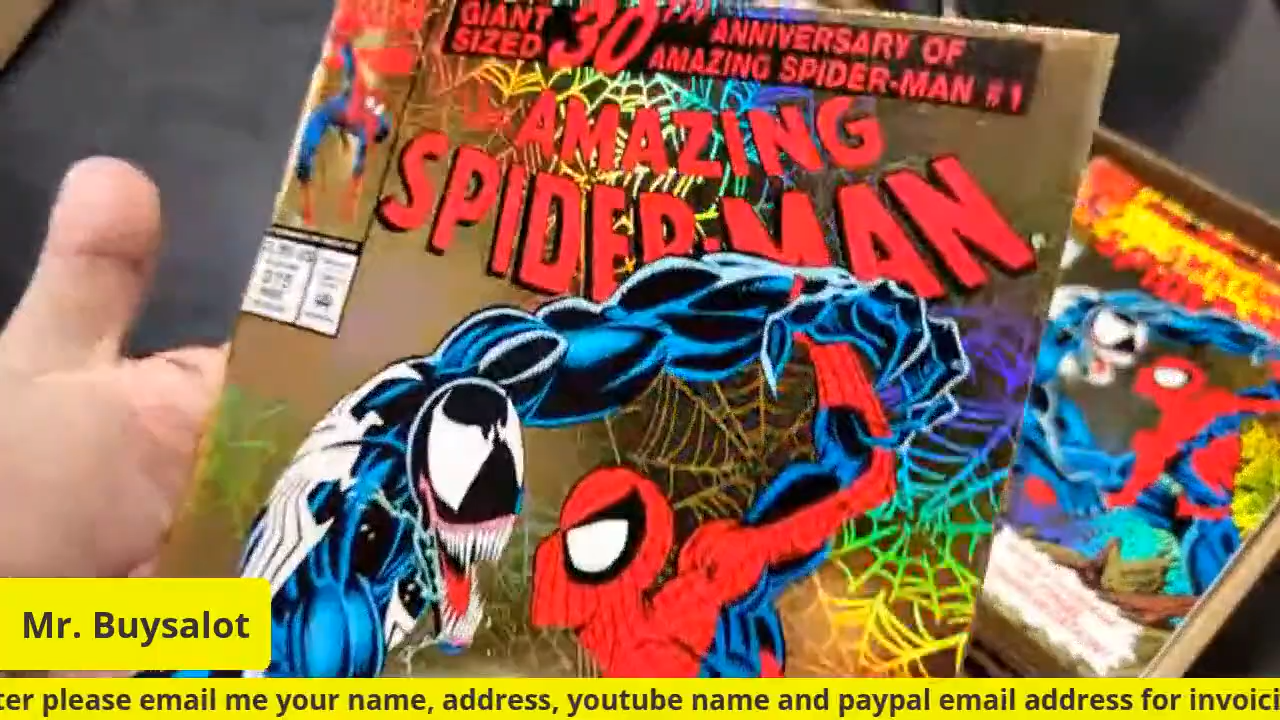 GIANT SIZED 30TH ANNIVERSARY OF AMAZING SPIDER-MAN #1
AMAZING
SPIDER-MAN
Mr. Buysalot
ter please email me your name, address, youtube name and paypal email address for invoici